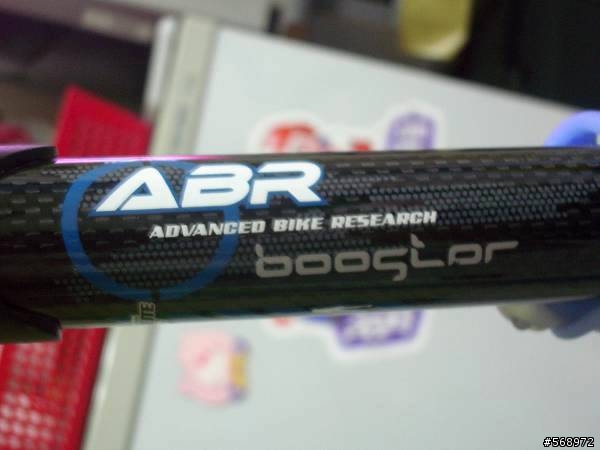 ABR
ADVANCED BIKE RESEARCH
booster
#568972